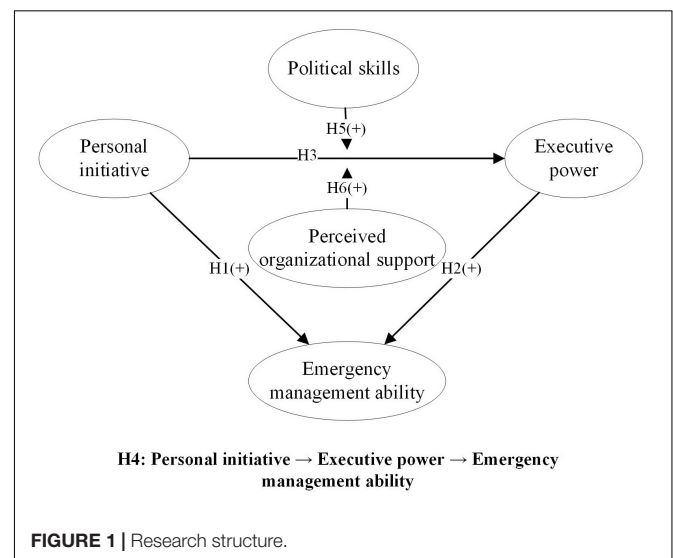 Political skills
H5(+)
Personal
initiative
H3
Executive
power
H6(+)
Perceived
organizational support
H1(+)
H2(+)
Emergency
management ability
H4: Personal initiative → Executive power → Emergency
management ability
FIGURE 1 | Research structure.